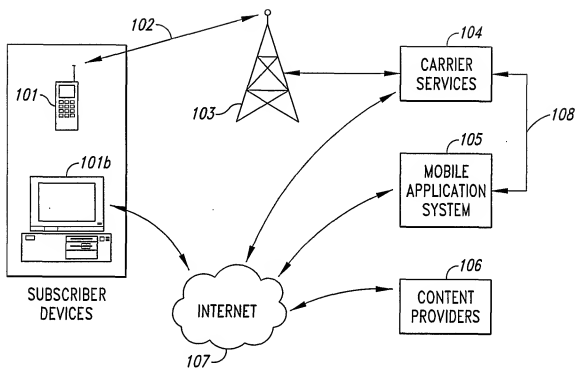 102
104
101
103
CARRIER
SERVICES
108
105
101b
MOBILE
APPLICATION
SYSTEM
106
SUBSCRIBER
DEVICES
INTERNET
CONTENT
PROVIDERS
107